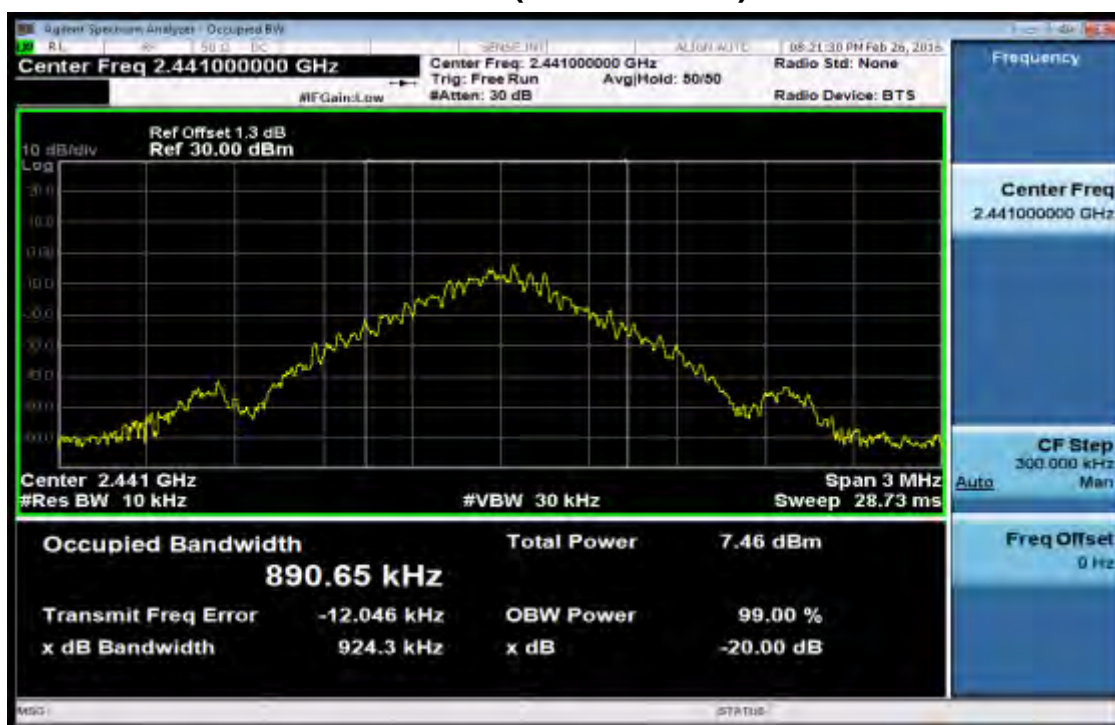 Agilent Spectrum Analyzer - Occupied BW
RL RF 50 Ω DC SENSE:INT ALIGN AUTO 08:21:30 PM Feb 26, 2016
Center Freq 2.441000000 GHz
Center Freq: 2.441000000 GHz
Radio Std: None
Trig: Free Run Avg|Hold: 50/50
#IFGain:Low #Atten: 30 dB Radio Device: BTS
Frequency
Ref Offset 1.3 dB
10 dB/div Ref 30.00 dBm
Log
20.0
10.0
0.00
Center Freq
2.441000000 GHz
Center 2.441 GHz Span 3 MHz
#Res BW 10 kHz #VBW 30 kHz Sweep 28.73 ms
CF Step
300.000 kHz
Auto Man
Occupied Bandwidth Total Power 7.46 dBm
890.65 kHz
Transmit Freq Error -12.046 kHz OBW Power 99.00 %
x dB Bandwidth 924.3 kHz x dB -20.00 dB
Freq Offset
0 Hz
MSG STATUS